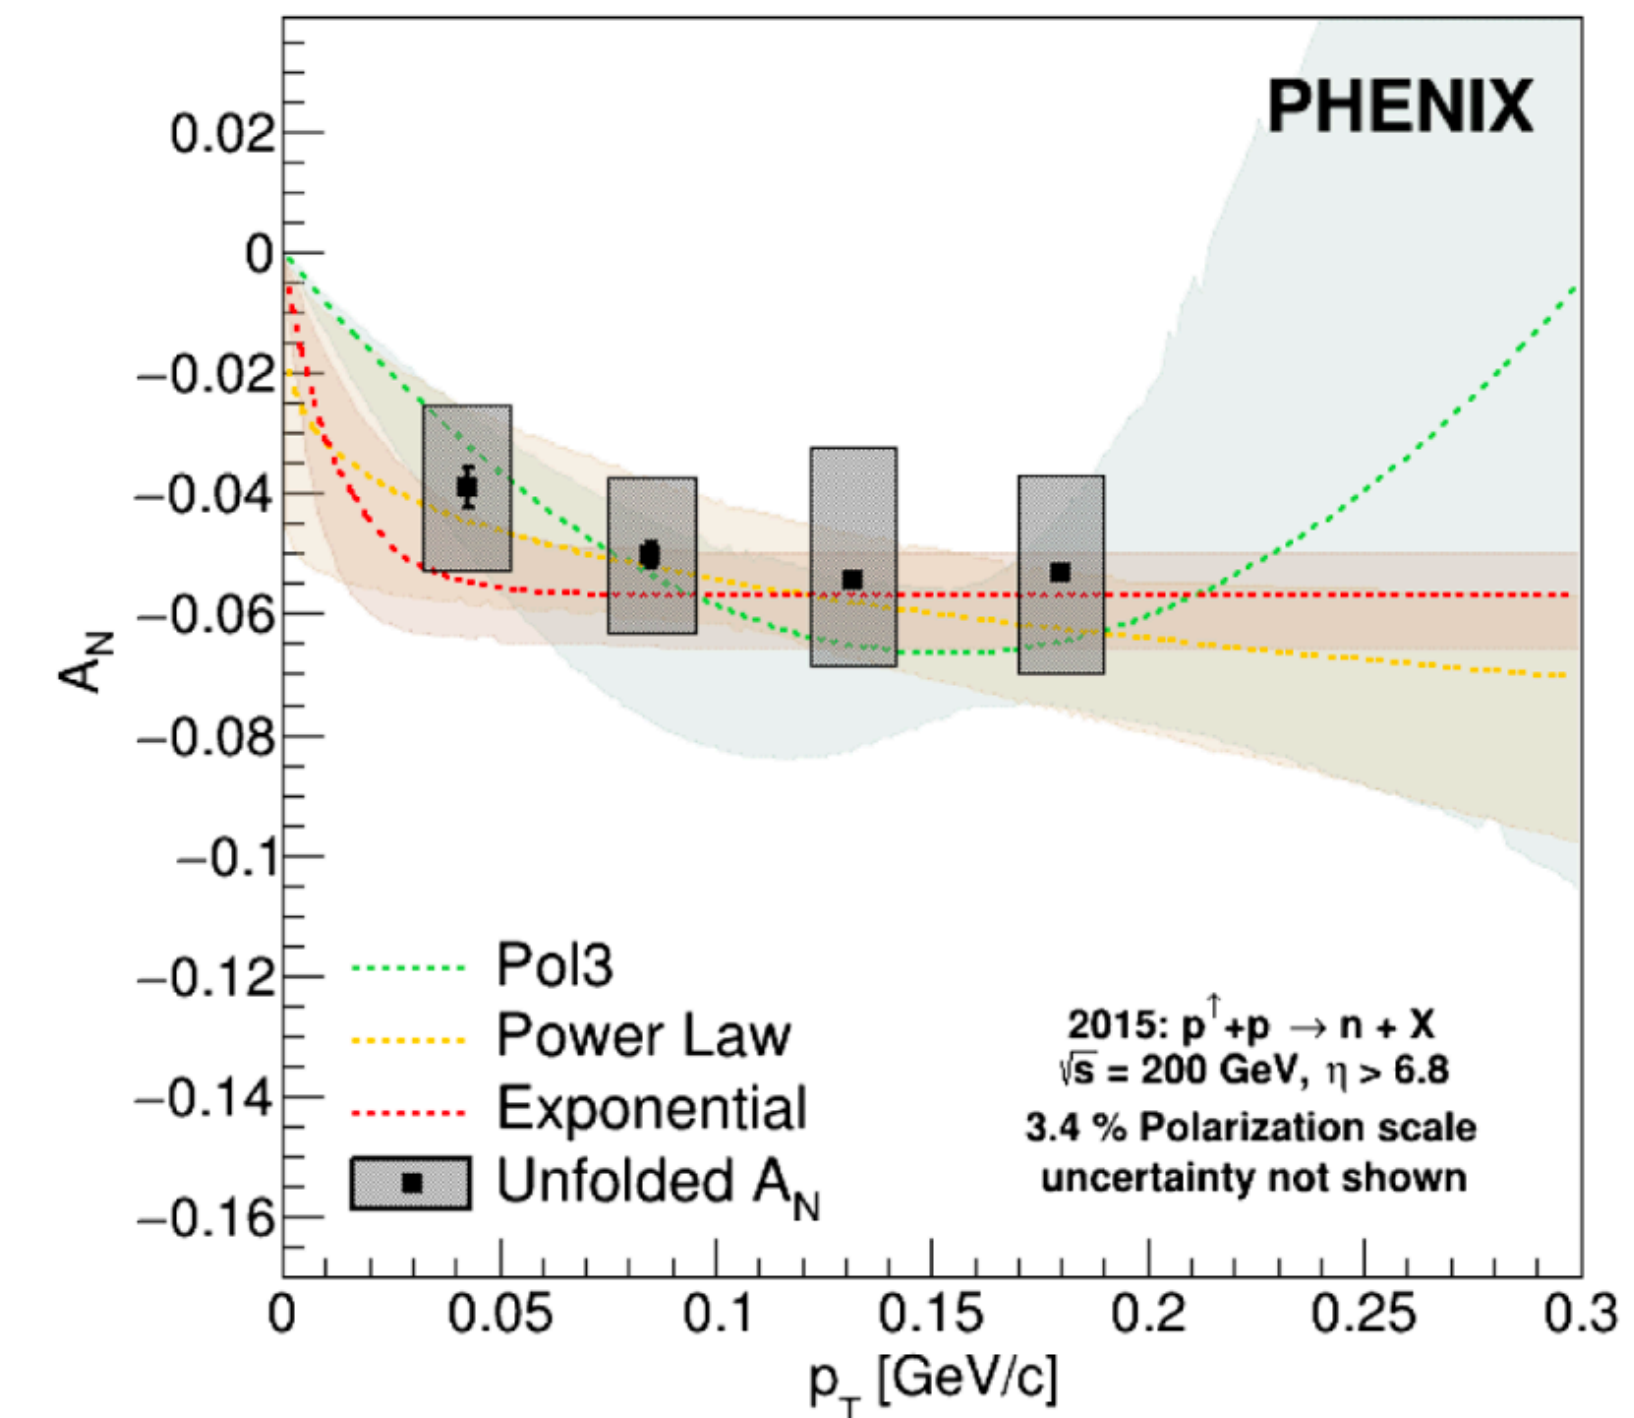 PHENIX
0.02
0
−0.02
−0.04
−0.06
−0.08
−0.1
−0.12
−0.14
−0.16
A_N
Pol3
Power Law
Exponential
Unfolded A_N
2015: p↑+p → n + X
√s = 200 GeV, η > 6.8
3.4 % Polarization scale
uncertainty not shown
0 0.05 0.1 0.15 0.2 0.25 0.3
p_T [GeV/c]